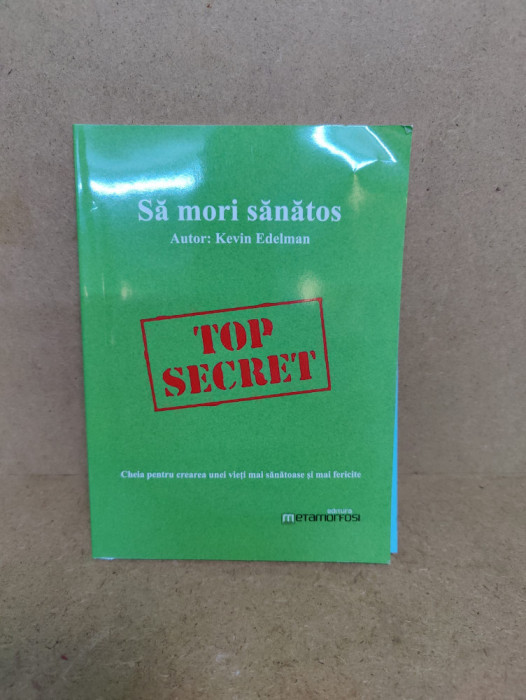 Să mori sănătos
Autor: Kevin Edelman
TOP
SECRET
Cheia pentru crearea unei vieți mai sănătoase și mai fericite
editura
metamorfosi